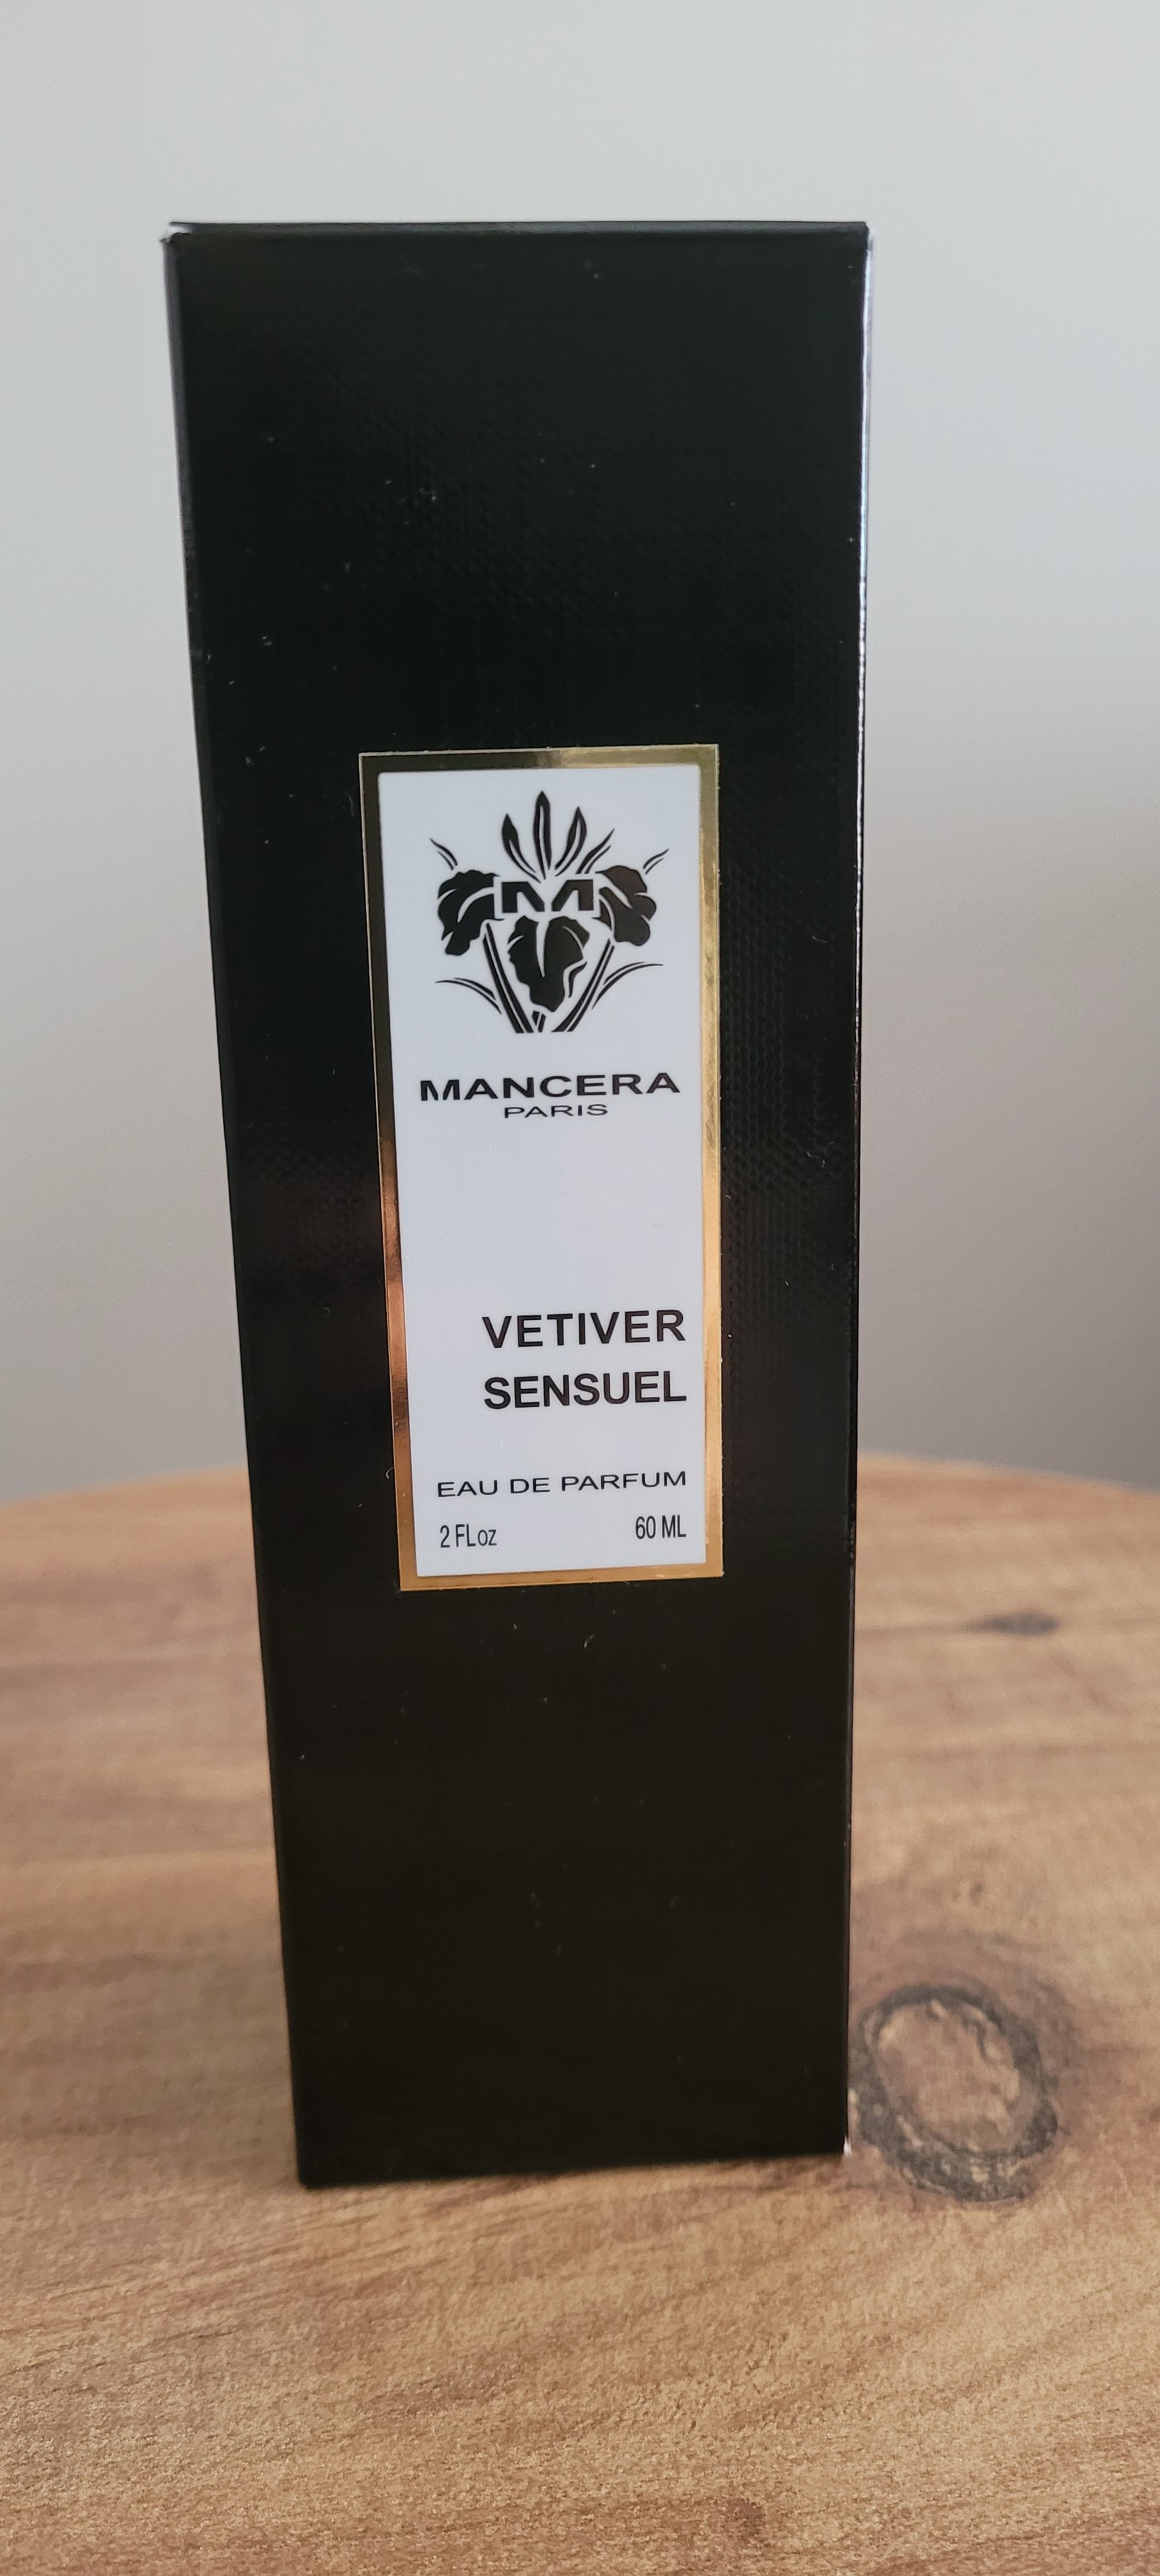 M
MANCERA
PARIS
VETIVER
SENSUEL
EAU DE PARFUM
2 FLoz 60 ML